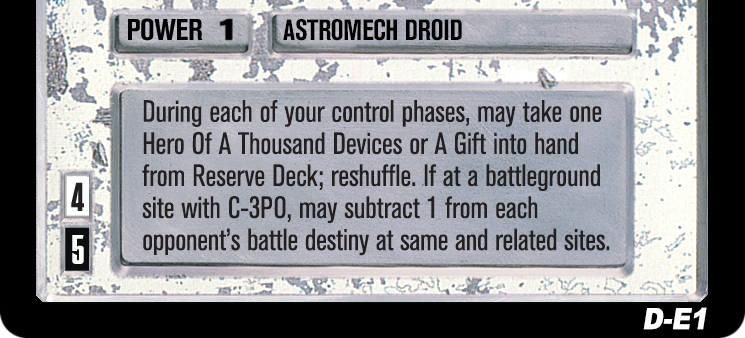 POWER 1 ASTROMECH DROID
During each of your control phases, may take one
Hero Of A Thousand Devices or A Gift into hand
from Reserve Deck; reshuffle. If at a battleground
site with C-3PO, may subtract 1 from each
opponent's battle destiny at same and related sites.
4
5
D-E1